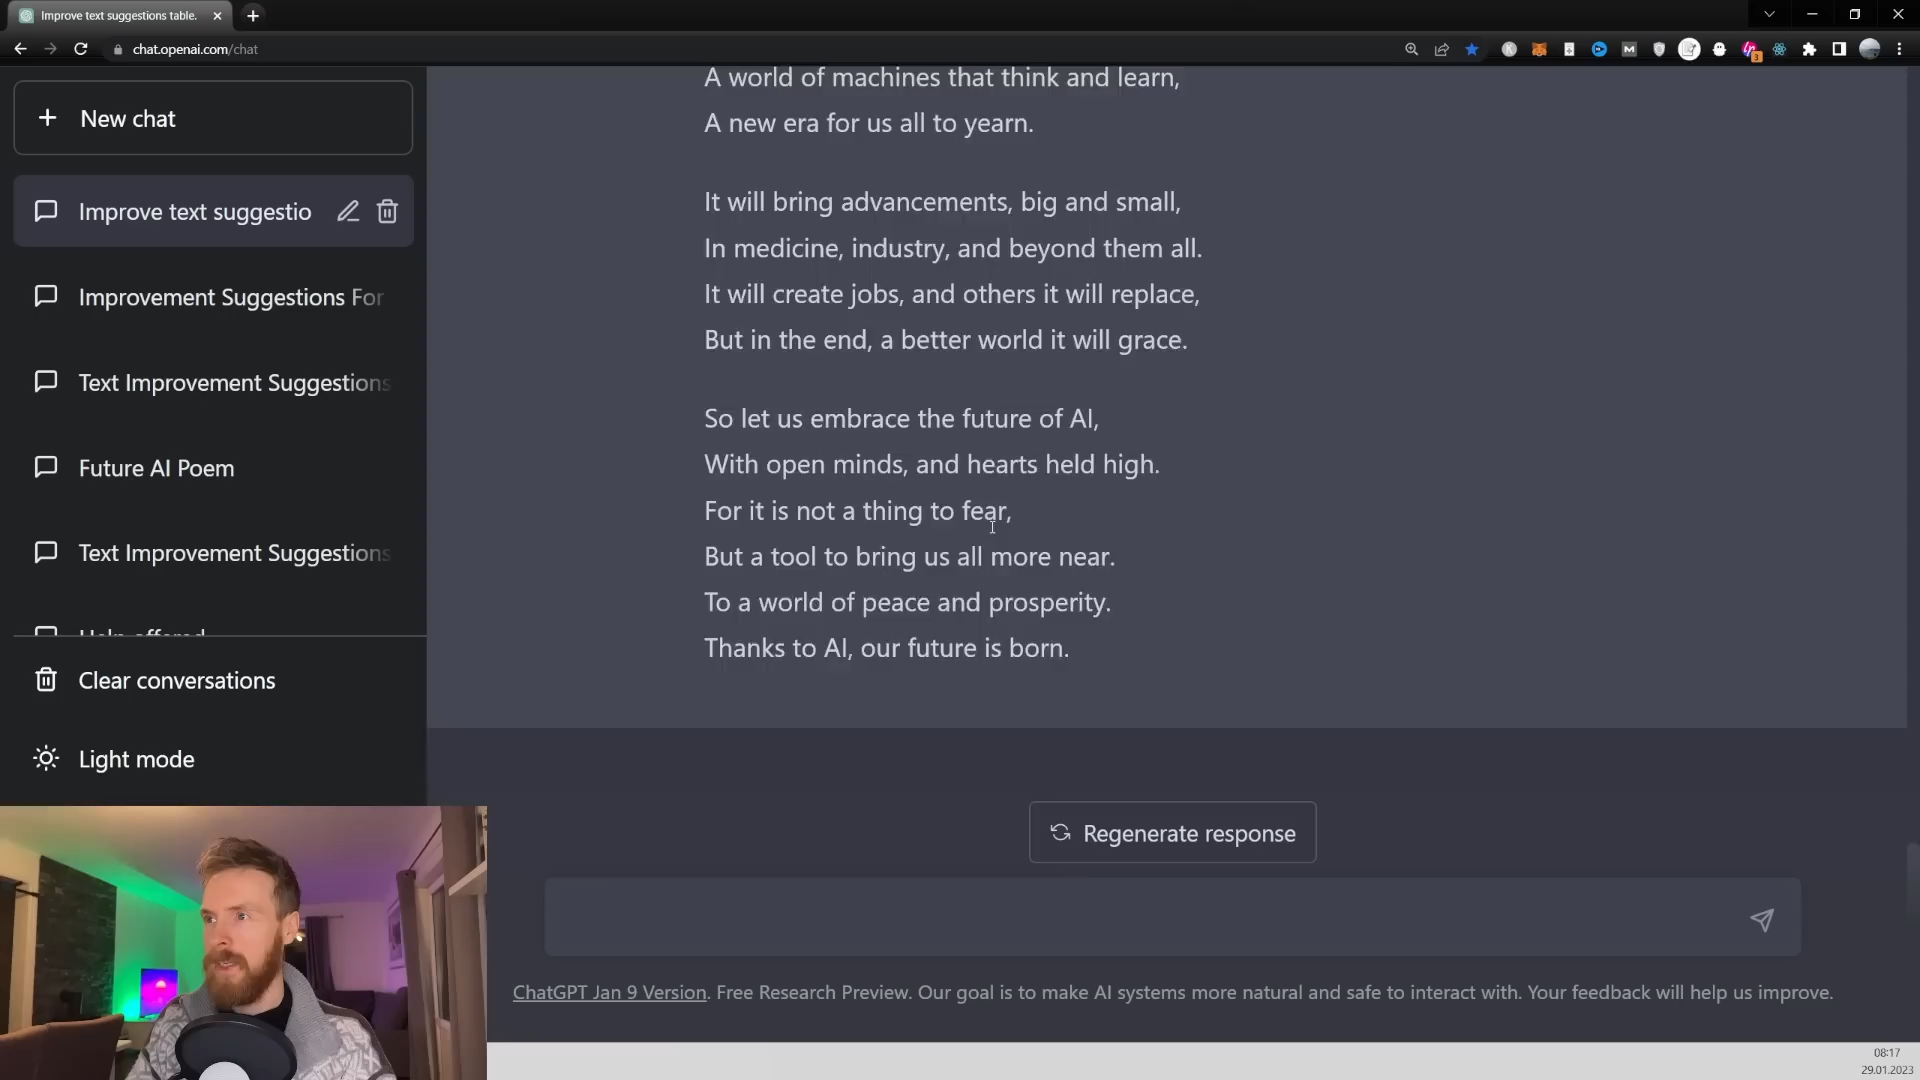 Improve text suggestions table.
chat.openai.com/chat
3
New chat
Improve text suggestio
Improvement Suggestions For
Text Improvement Suggestions
Future AI Poem
Text Improvement Suggestions
Help offered
Clear conversations
Light mode
A world of machines that think and learn,
A new era for us all to yearn.
It will bring advancements, big and small,
In medicine, industry, and beyond them all.
It will create jobs, and others it will replace,
But in the end, a better world it will grace.
So let us embrace the future of AI,
With open minds, and hearts held high.
For it is not a thing to fear,
But a tool to bring us all more near.
To a world of peace and prosperity.
Thanks to AI, our future is born.
Regenerate response
ChatGPT Jan 9 Version. Free Research Preview. Our goal is to make AI systems more natural and safe to interact with. Your feedback will help us improve.
08:17
29.01.2023